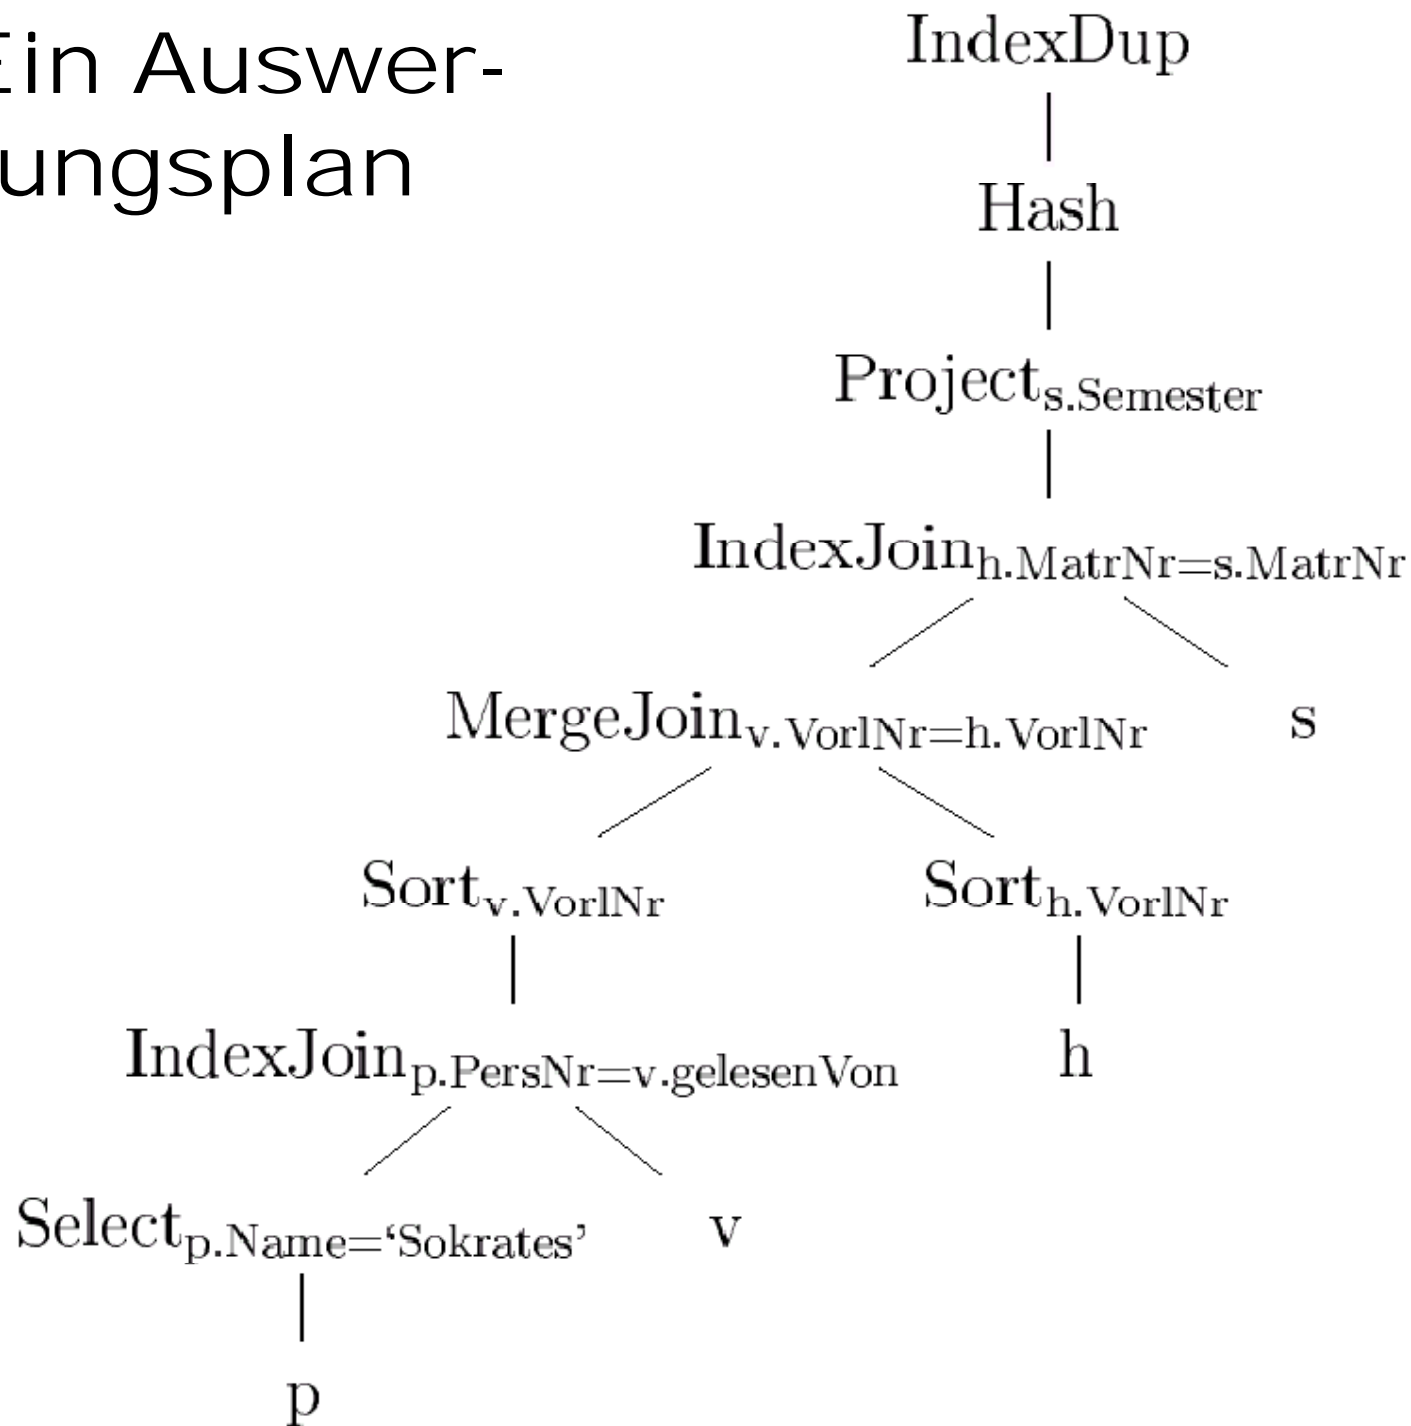 Ein Auswer-
ungsplan
IndexDup
Hash
Project s.Semester
IndexJoin h.MatrNr=s.MatrNr
MergeJoin v.VorlNr=h.VorlNr
s
Sort v.VorlNr
Sort h.VorlNr
IndexJoin p.PersNr=v.gelesenVon
h
Select p.Name=‘Sokrates’
v
p